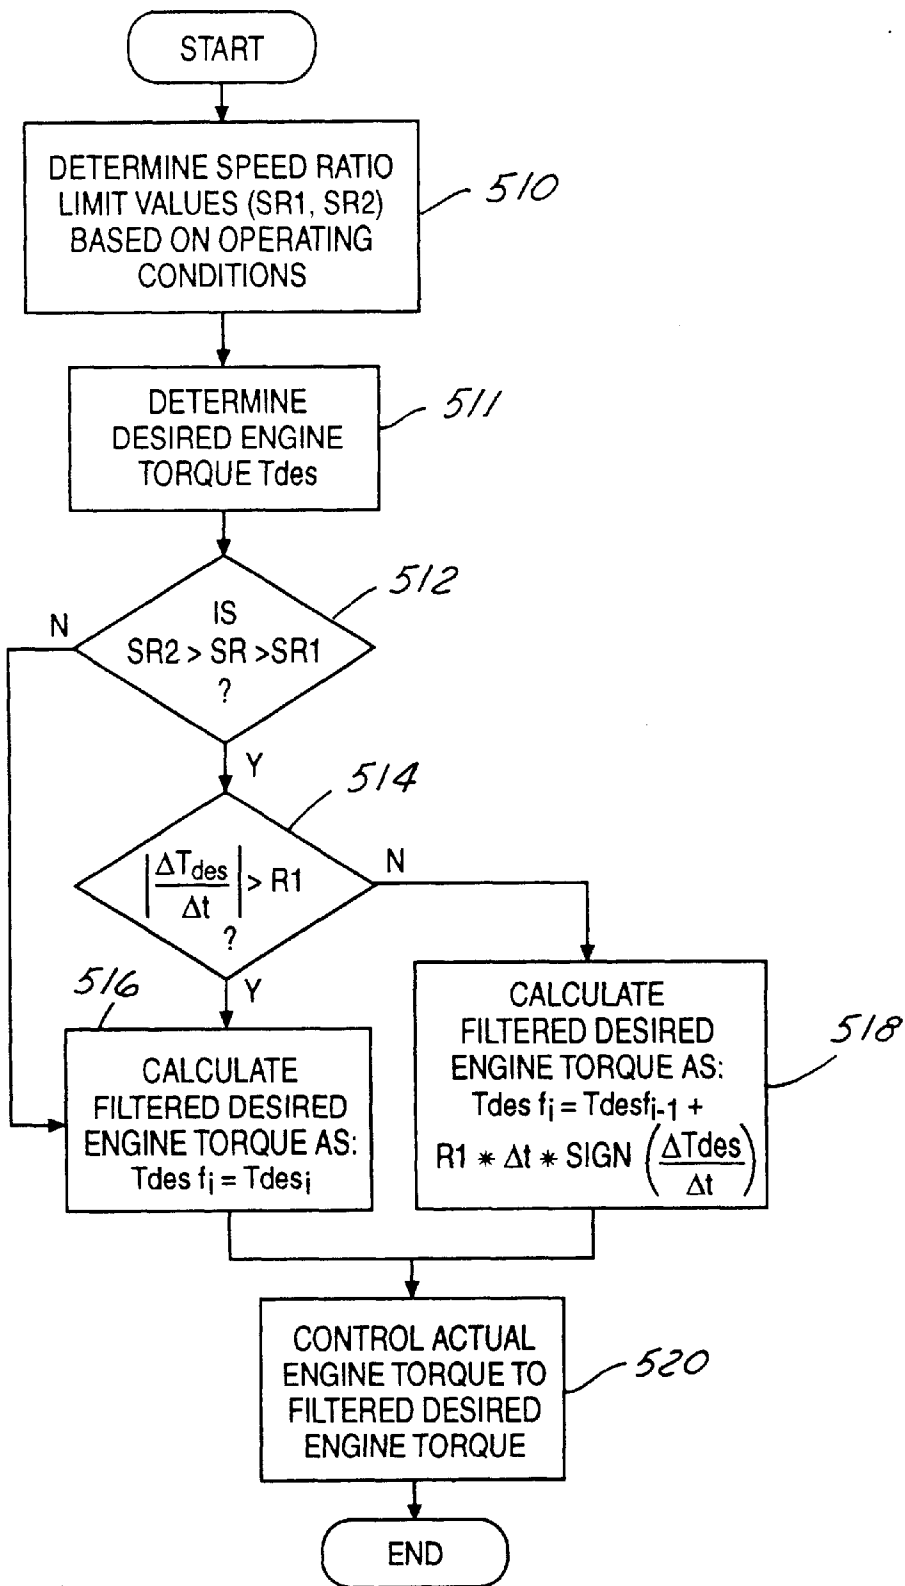 START
DETERMINE SPEED RATIO
LIMIT VALUES (SR1, SR2)
BASED ON OPERATING
CONDITIONS
510
DETERMINE
DESIRED ENGINE
TORQUE Tdes
511
IS
SR2 > SR >SR1
?
512
N
Y
|ΔTdes/Δt| > R1
?
514
N
Y
516
CALCULATE
FILTERED DESIRED
ENGINE TORQUE AS:
Tdes fi = Tdesi
CALCULATE
FILTERED DESIRED
ENGINE TORQUE AS:
Tdes fi = Tdesfi-1 +
R1 * Δt * SIGN (ΔTdes/Δt)
518
CONTROL ACTUAL
ENGINE TORQUE TO
FILTERED DESIRED
ENGINE TORQUE
520
END